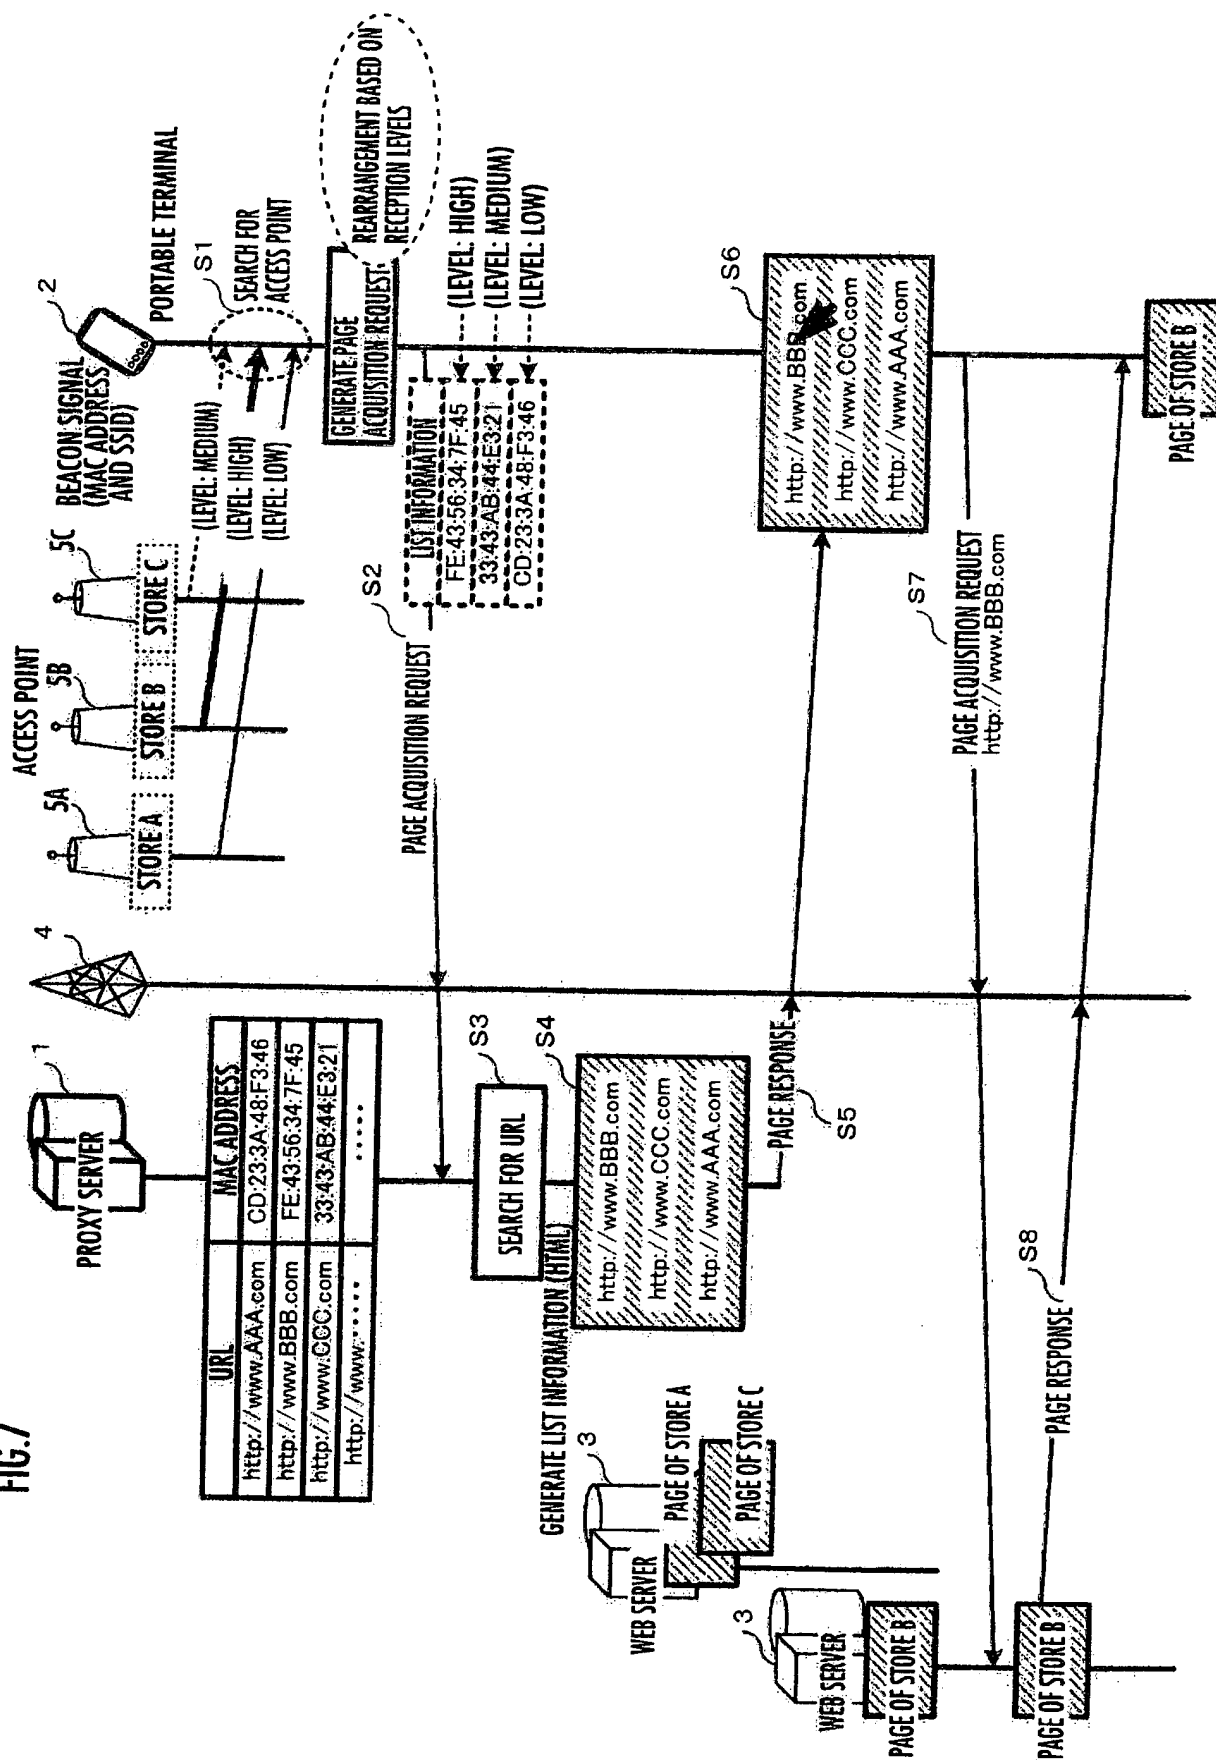 FIG.7
1
PROXY SERVER
4
ACCESS POINT
5A
5B
5C
STORE A
STORE B
STORE C
BEACON SIGNAL
(MAC ADDRESS
AND SSID)
2
PORTABLE TERMINAL
(LEVEL: MEDIUM)
(LEVEL: HIGH)
(LEVEL: LOW)
S1
SEARCH FOR
ACCESS POINT
URL
MAC ADDRESS
http://www.AAA.com
CD:23:3A:48:F3:46
http://www.BBB.com
FE:43:56:34:7F:45
http://www.CCC.com
33:43:AB:44:E3:21
http://www.·····
·····
GENERATE PAGE
ACQUISITION REQUEST
REARRANGEMENT BASED ON
RECEPTION LEVELS
S2
PAGE ACQUISITION REQUEST
LIST INFORMATION
FE:43:56:34:7F:45
(LEVEL: HIGH)
33:43:AB:44:E3:21
(LEVEL: MEDIUM)
CD:23:3A:48:F3:46
(LEVEL: LOW)
S3
SEARCH FOR URL
GENERATE LIST INFORMATION (HTML)
S4
http://www.BBB.com
http://www.CCC.com
http://www.AAA.com
3
WEB SERVER
PAGE OF STORE A
PAGE OF STORE C
PAGE RESPONSE
S5
S6
http://www.BBB.com
http://www.CCC.com
http://www.AAA.com
3
WEB SERVER
PAGE OF STORE B
S7
PAGE ACQUISITION REQUEST
http://www.BBB.com
PAGE OF STORE B
PAGE RESPONSE
S8
PAGE OF STORE B